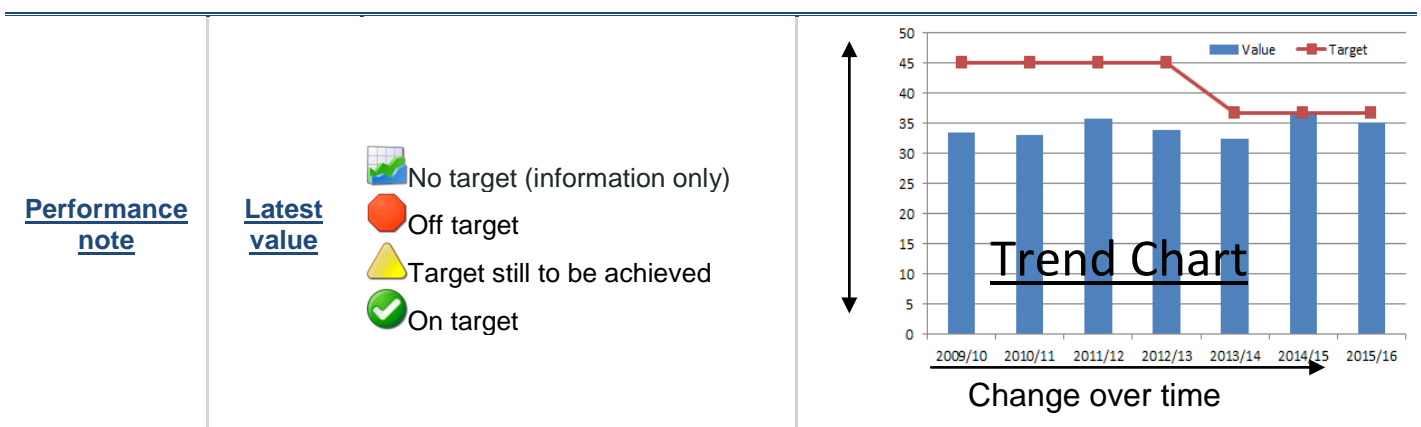 Performance
note
Latest
value
No target (information only)
Off target
Target still to be achieved
On target
50
45
40
35
30
25
20
15
10
5
0
Value
Target
Trend Chart
2009/10 2010/11 2011/12 2012/13 2013/14 2014/15 2015/16
Change over time